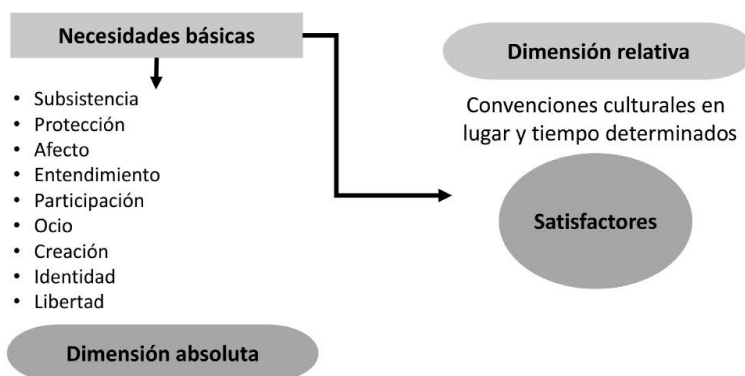 Necesidades básicas
• Subsistencia
• Protección
• Afecto
• Entendimiento
• Participación
• Ocio
• Creación
• Identidad
• Libertad
Dimensión absoluta
Dimensión relativa
Convenciones culturales en
lugar y tiempo determinados
Satisfactores